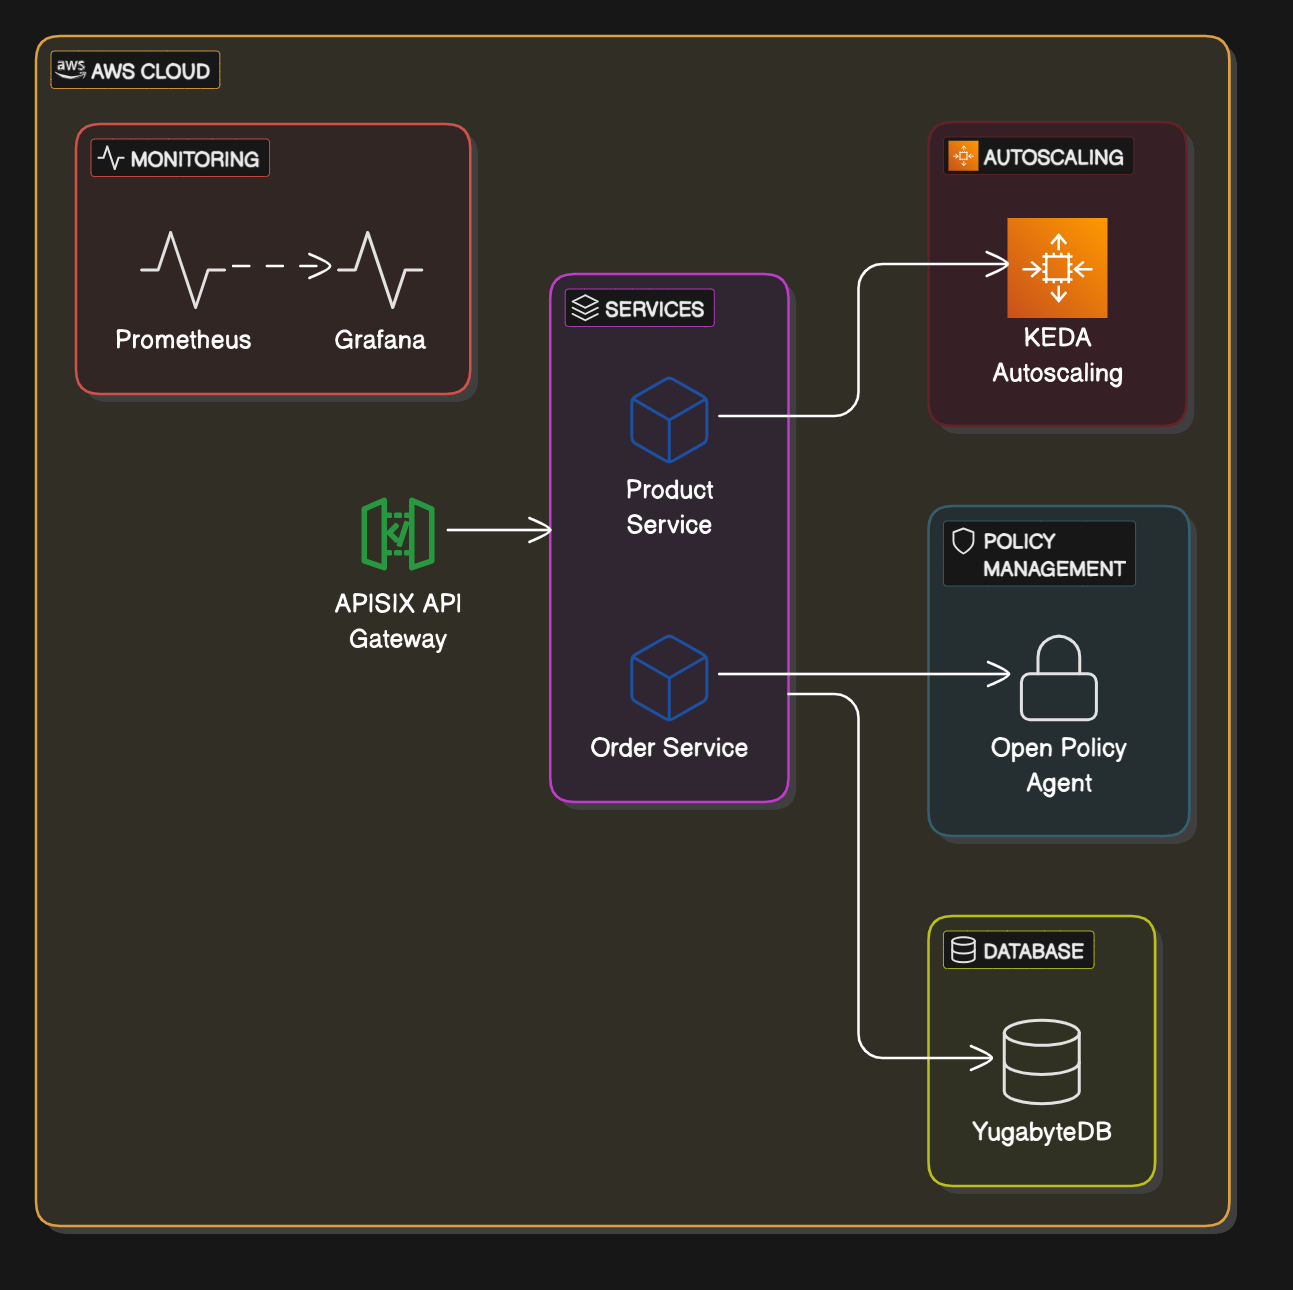 aws AWS CLOUD
MONITORING
Prometheus
Grafana
APISIX API
Gateway
SERVICES
Product
Service
Order Service
AUTOSCALING
KEDA
Autoscaling
POLICY
MANAGEMENT
Open Policy
Agent
DATABASE
YugabyteDB